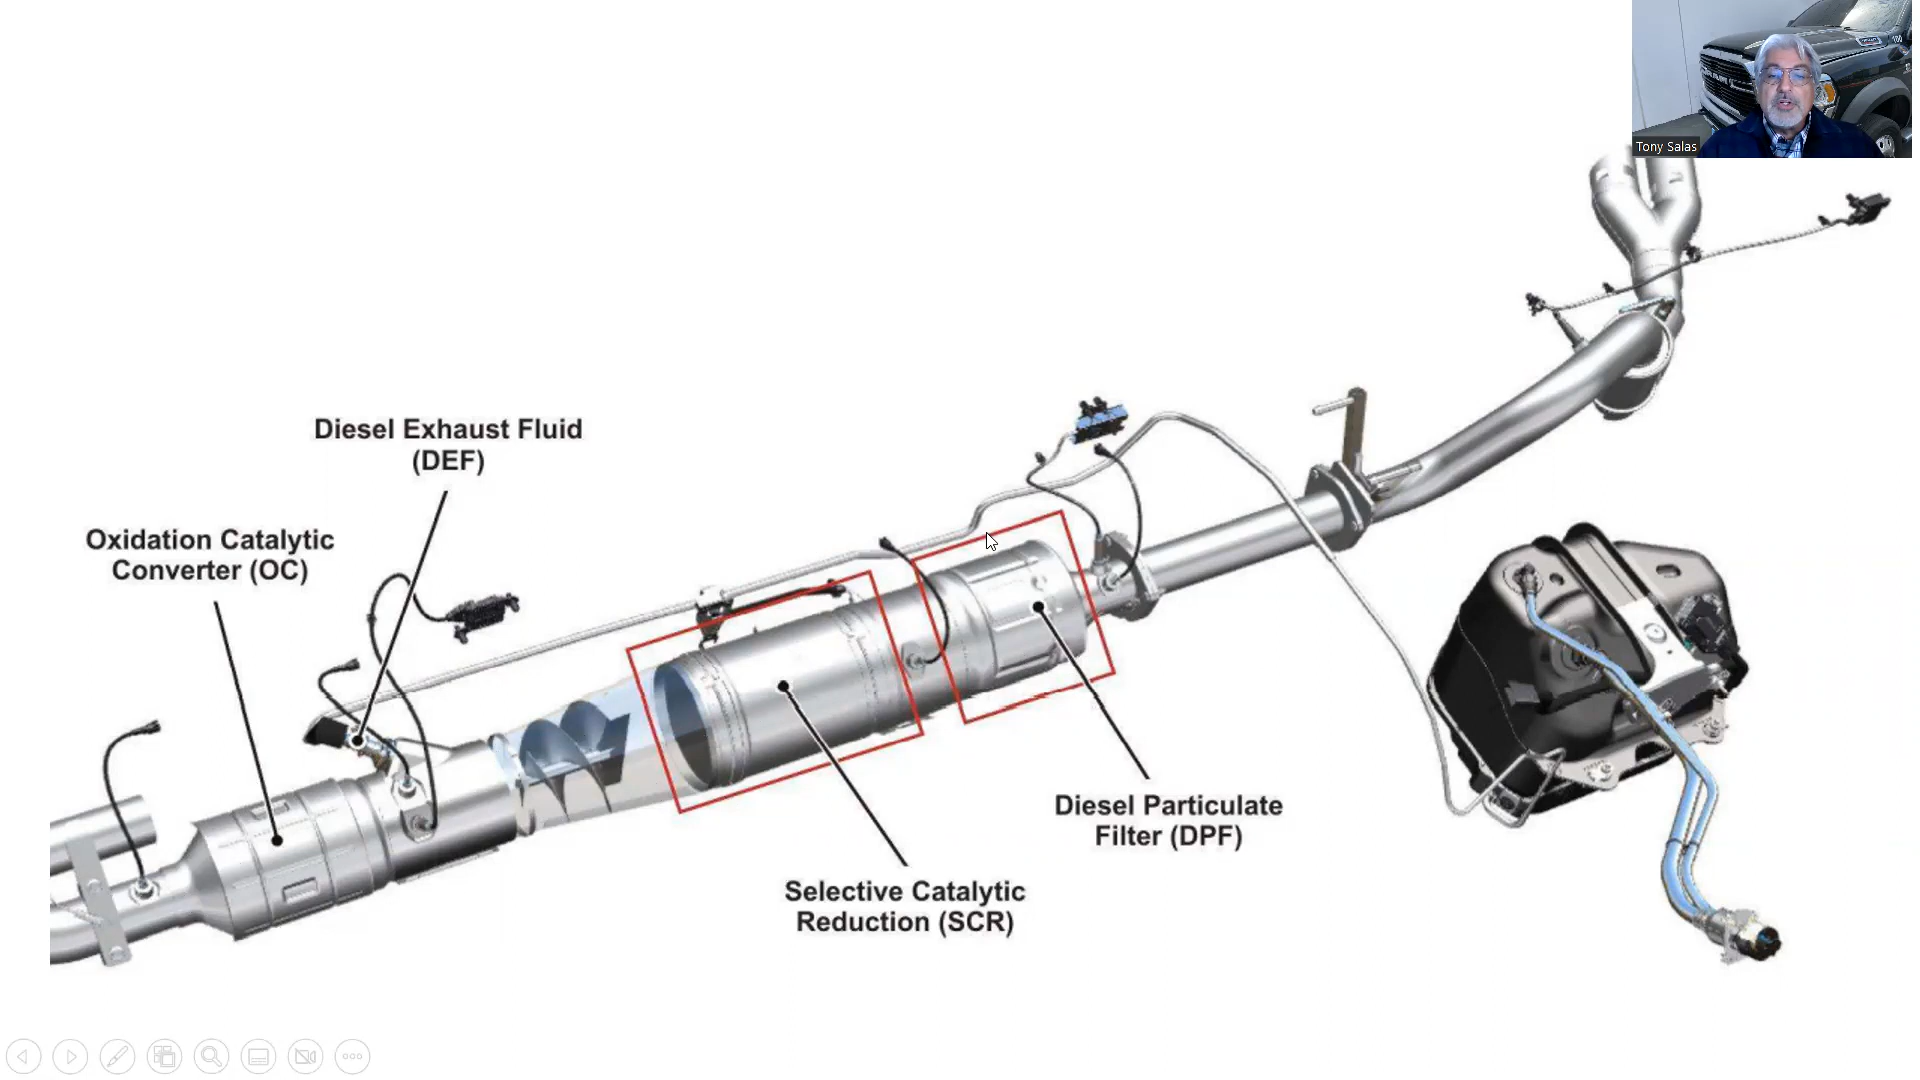 Tony Salas
Diesel Exhaust Fluid
(DEF)
Oxidation Catalytic
Converter (OC)
Diesel Particulate
Filter (DPF)
Selective Catalytic
Reduction (SCR)